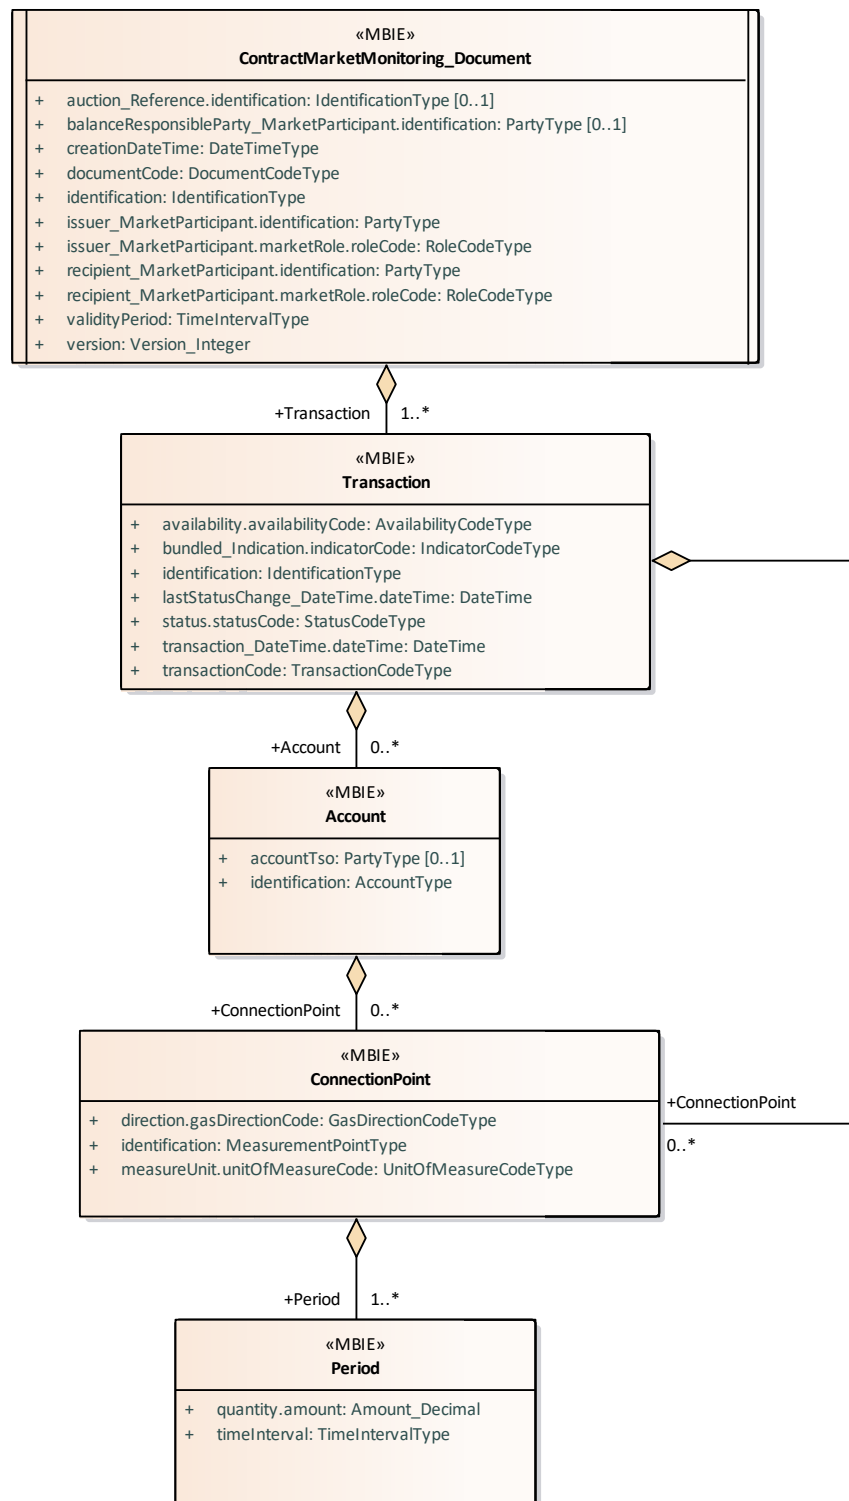 «MBIE»
ContractMarketMonitoring_Document
+ auction_Reference.identification: IdentificationType [0..1]
+ balanceResponsibleParty_MarketParticipant.identification: PartyType [0..1]
+ creationDateTime: DateTimeType
+ documentCode: DocumentCodeType
+ identification: IdentificationType
+ issuer_MarketParticipant.identification: PartyType
+ issuer_MarketParticipant.marketRole.roleCode: RoleCodeType
+ recipient_MarketParticipant.identification: PartyType
+ recipient_MarketParticipant.marketRole.roleCode: RoleCodeType
+ validityPeriod: TimeIntervalType
+ version: Version_Integer
+Transaction 1..*
«MBIE»
Transaction
+ availability.availabilityCode: AvailabilityCodeType
+ bundled_Indication.indicatorCode: IndicatorCodeType
+ identification: IdentificationType
+ lastStatusChange_DateTime.dateTime: DateTime
+ status.statusCode: StatusCodeType
+ transaction_DateTime.dateTime: DateTime
+ transactionCode: TransactionCodeType
+Account 0..*
«MBIE»
Account
+ accountTso: PartyType [0..1]
+ identification: AccountType
+ConnectionPoint 0..*
«MBIE»
ConnectionPoint
+ direction.gasDirectionCode: GasDirectionCodeType
+ identification: MeasurementPointType
+ measureUnit.unitOfMeasureCode: UnitOfMeasureCodeType
+ConnectionPoint
0..*
+Period 1..*
«MBIE»
Period
+ quantity.amount: Amount_Decimal
+ timeInterval: TimeIntervalType